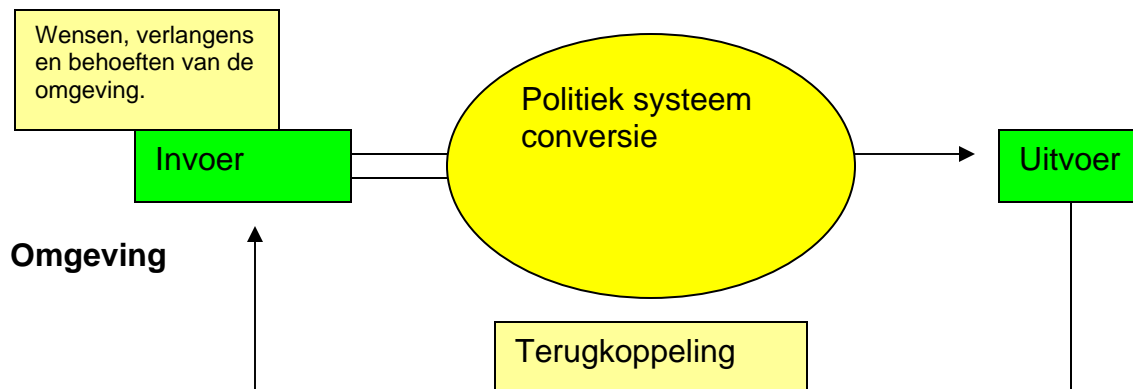 Wensen, verlangens
en behoeften van de
omgeving.
Politiek systeem
conversie
Invoer
Uitvoer
Omgeving
Terugkoppeling